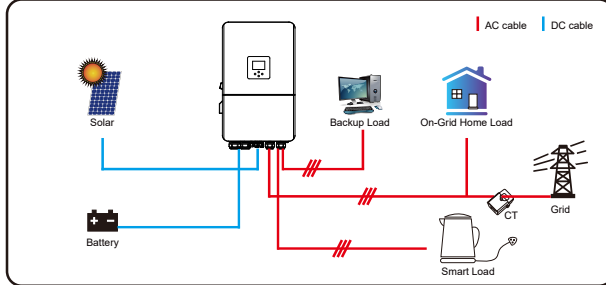 AC cable DC cable
Solar
Backup Load
On-Grid Home Load
Battery
CT
Grid
Smart Load